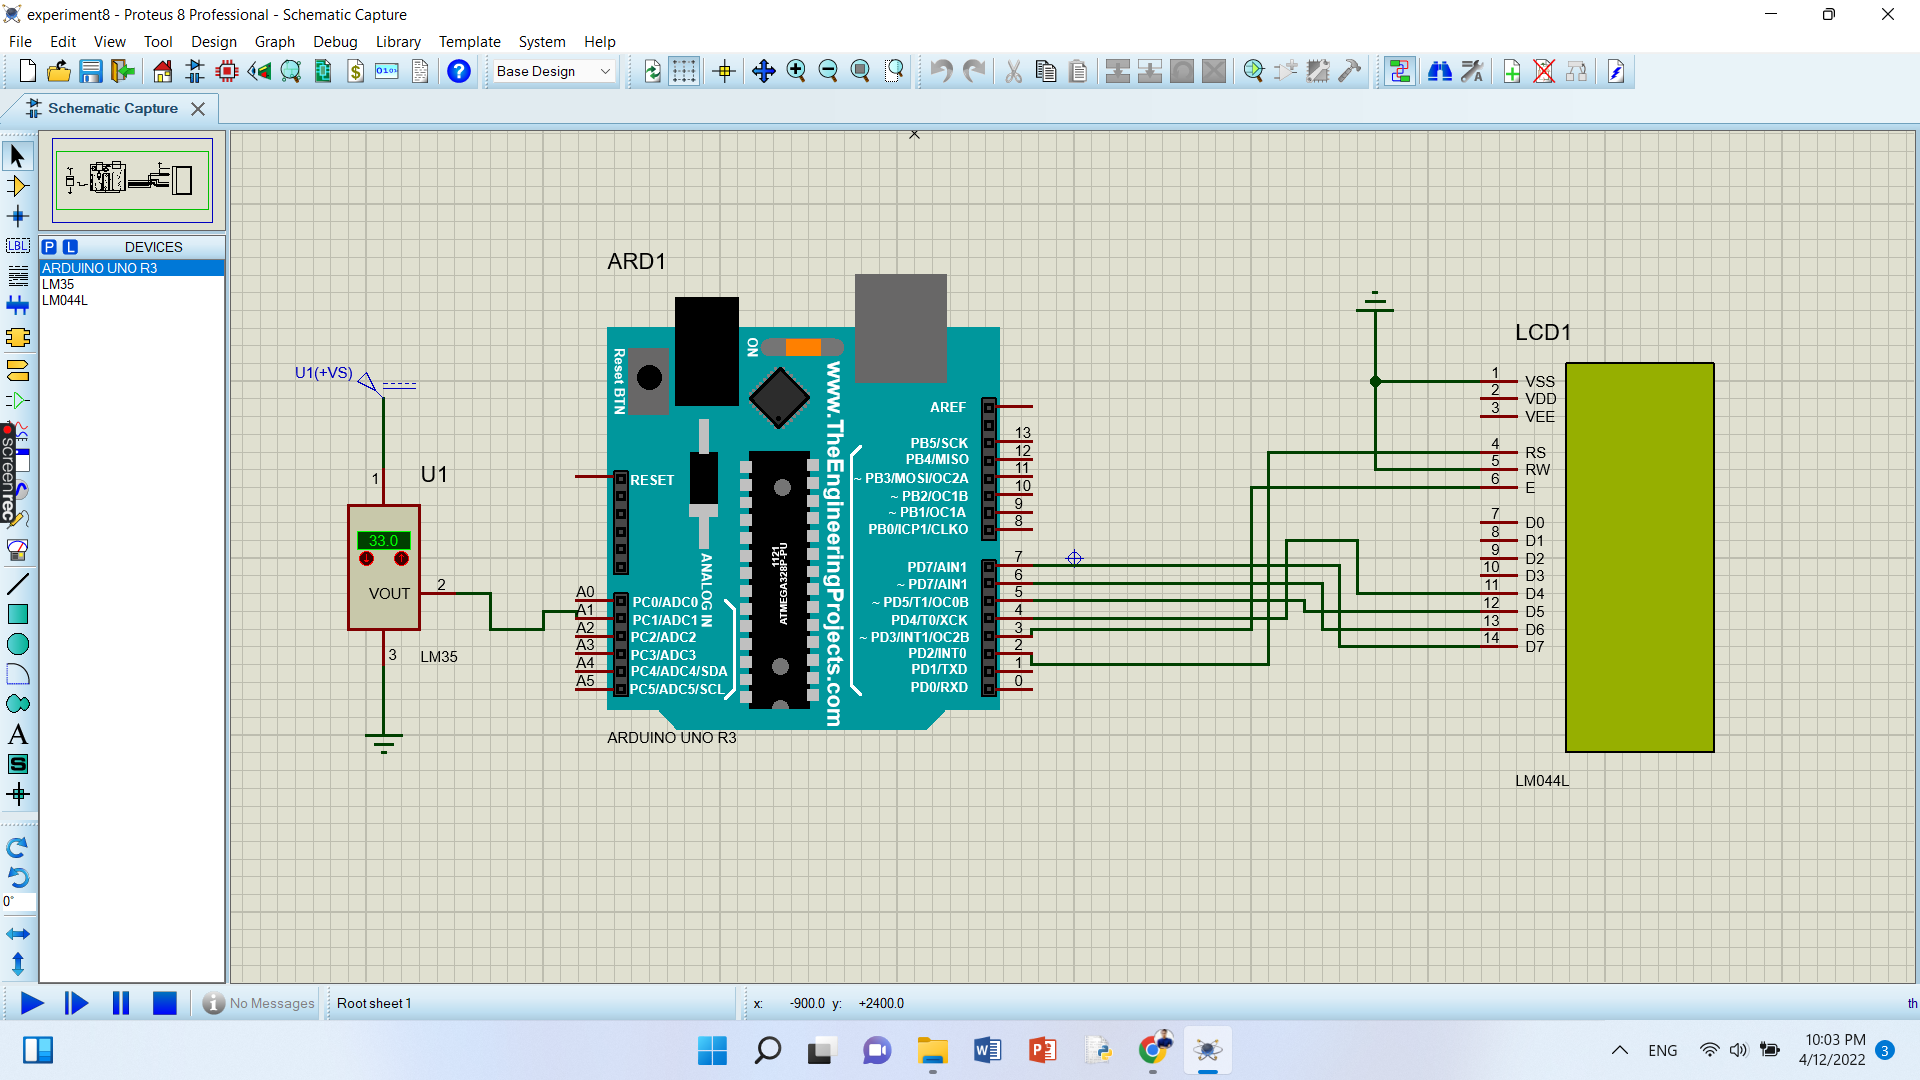 experiment8 - Proteus 8 Professional - Schematic Capture
File Edit View Tool Design Graph Debug Library Template System Help
Base Design
Schematic Capture
P L DEVICES
ARDUINO UNO R3
LM35
LM044L
LBL
A
S
0°
screenrec
U1(+VS)
1
U1
33.0
VOUT
2
3
LM35
ARD1
Reset BTN
ON
www.TheEngineeringProjects.com
RESET
ANALOG IN
ATMEGA328P-PU
1121
A0 PC0/ADC0
A1 PC1/ADC1
A2 PC2/ADC2
A3 PC3/ADC3
A4 PC4/ADC4/SDA
A5 PC5/ADC5/SCL
AREF
PB5/SCK 13
PB4/MISO 12
~ PB3/MOSI/OC2A 11
~ PB2/OC1B 10
~ PB1/OC1A 9
PB0/ICP1/CLKO 8
PD7/AIN1 7
~ PD7/AIN1 6
~ PD5/T1/OC0B 5
PD4/T0/XCK 4
~ PD3/INT1/OC2B 3
PD2/INT0 2
PD1/TXD 1
PD0/RXD 0
ARDUINO UNO R3
LCD1
1 VSS
2 VDD
3 VEE
4 RS
5 RW
6 E
7 D0
8 D1
9 D2
10 D3
11 D4
12 D5
13 D6
14 D7
LM044L
No Messages
Root sheet 1
x: -900.0 y: +2400.0
th
ENG
10:03 PM
4/12/2022
3